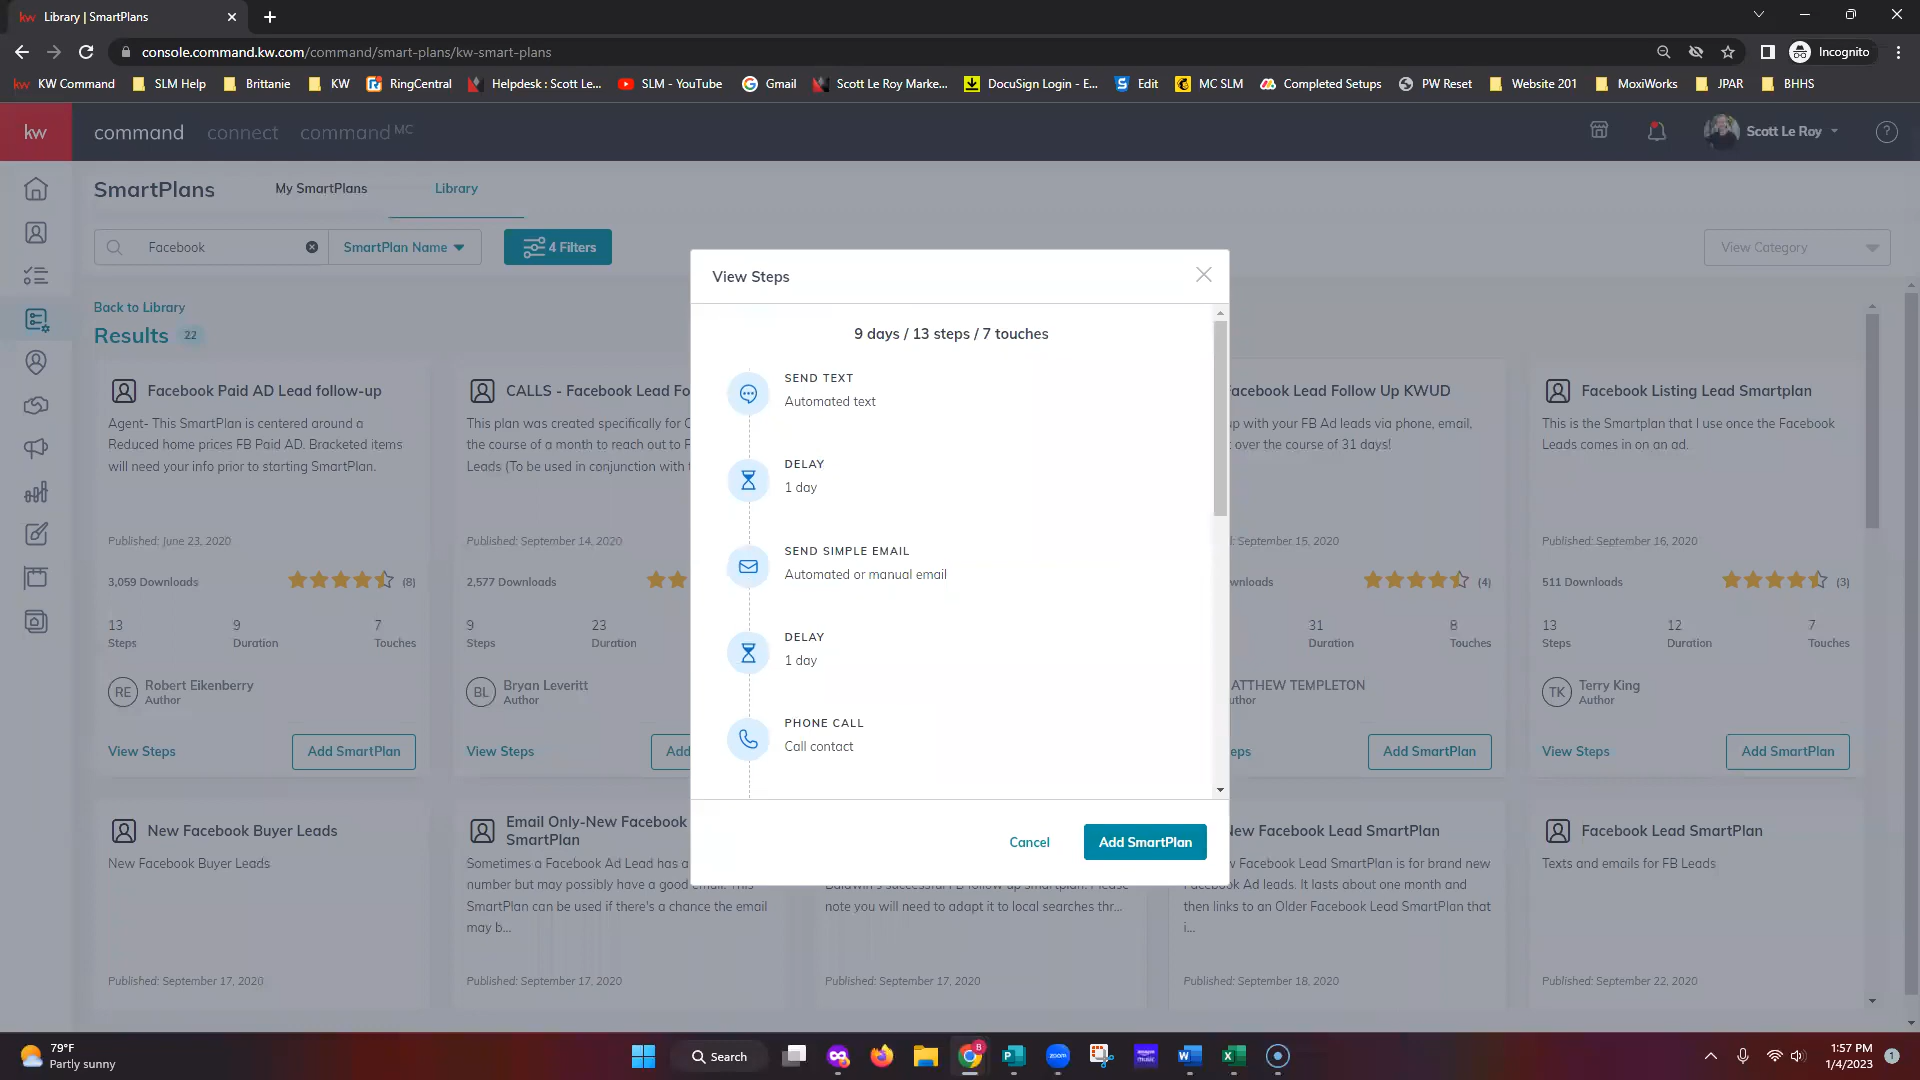 kw Library | SmartPlans
console.command.kw.com/command/smart-plans/kw-smart-plans
Incognito
kw KW Command SLM Help Brittanie KW RingCentral Helpdesk : Scott Le... SLM - YouTube Gmail Scott Le Roy Marke... DocuSign Login - E... Edit MC SLM Completed Setups PW Reset Website 201 MoxiWorks JPAR BHHS
kw command connect command MC Scott Le Roy ?
SmartPlans My SmartPlans Library
Facebook SmartPlan Name 4 Filters View Category
Back to Library
Results 22
View Steps
9 days / 13 steps / 7 touches
SEND TEXT
Automated text
DELAY
1 day
SEND SIMPLE EMAIL
Automated or manual email
DELAY
1 day
PHONE CALL
Call contact
Cancel Add SmartPlan
Facebook Paid AD Lead follow-up
Agent- This SmartPlan is centered around a
Reduced home prices FB Paid AD. Bracketed items
will need your info prior to starting SmartPlan.
Published: June 23, 2020
3,059 Downloads (8)
13 9 7
Steps Duration Touches
RE Robert Eikenberry
Author
View Steps Add SmartPlan
CALLS - Facebook Lead Fo
This plan was created specifically for
the course of a month to reach out to
Leads (To be used in conjunction with
Published: September 14, 2020
2,577 Downloads
9 23
Steps Duration
BL Bryan Leveritt
Author
View Steps Add
acebook Lead Follow Up KWUD
up with your FB Ad leads via phone, email,
over the course of 31 days!
September 15, 2020
wnloads (4)
31 8
Duration Touches
ATTHEW TEMPLETON
uthor
eps Add SmartPlan
Facebook Listing Lead Smartplan
This is the Smartplan that I use once the Facebook
Leads comes in on an ad.
Published: September 16, 2020
511 Downloads (3)
13 12 7
Steps Duration Touches
TK Terry King
Author
View Steps Add SmartPlan
New Facebook Buyer Leads
New Facebook Buyer Leads
Published: September 17, 2020
Email Only-New Facebook
SmartPlan
Sometimes a Facebook Ad Lead has a
number but may possibly have a good email. This
SmartPlan can be used if there's a chance the email
may b...
Published: September 17, 2020
Baldwin's successful FB follow up smartplan. Please
note you will need to adapt it to local searches thr...
Published: September 17, 2020
New Facebook Lead SmartPlan
Facebook Lead SmartPlan is for brand new
Facebook Ad leads. It lasts about one month and
then links to an Older Facebook Lead SmartPlan that
i...
Published: September 18, 2020
Facebook Lead SmartPlan
Texts and emails for FB Leads
Published: September 22, 2020
79°F
Partly sunny
Search 8 zoom
1:57 PM
1/4/2023 1